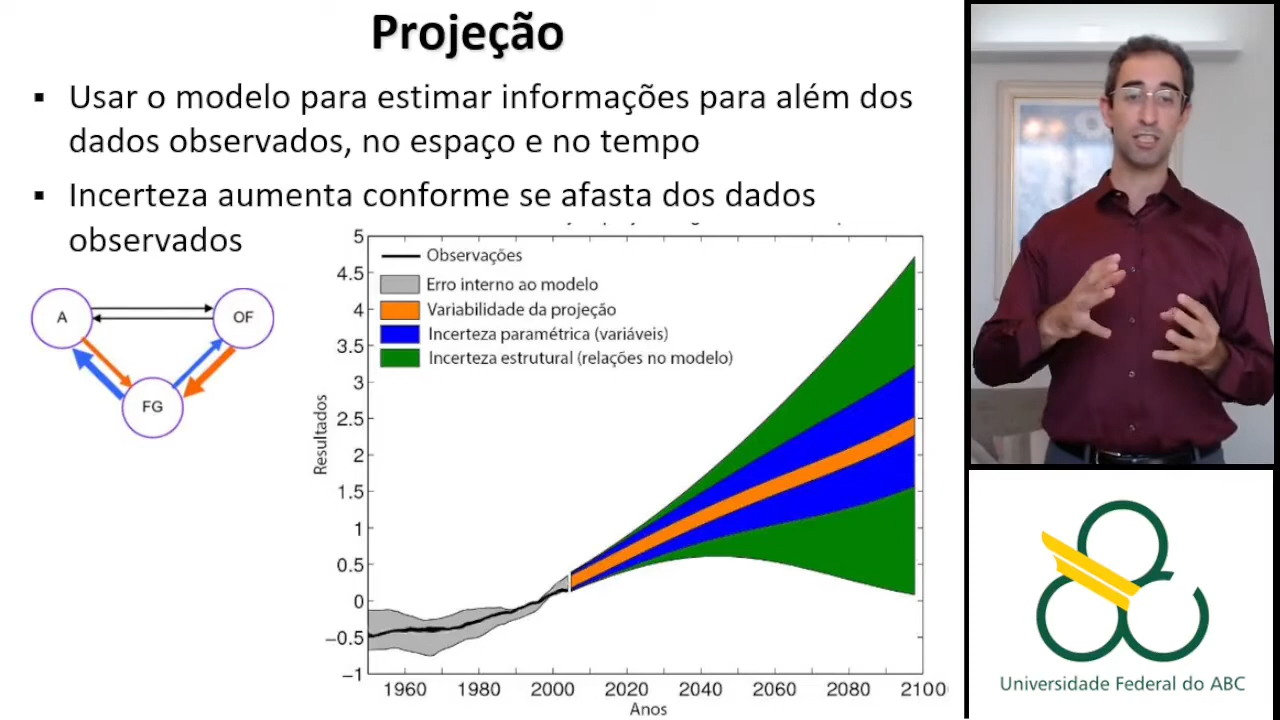 Projeção
▪ Usar o modelo para estimar informações para além dos
dados observados, no espaço e no tempo
▪ Incerteza aumenta conforme se afasta dos dados
observados
A
OF
FG
Observações
Erro interno ao modelo
Variabilidade da projeção
Incerteza paramétrica (variáveis)
Incerteza estrutural (relações no modelo)
Resultados
5
4.5
4
3.5
3
2.5
2
1.5
1
0.5
0
−0.5
−1
1960 1980 2000 2020 2040 2060 2080 2100
Anos
Universidade Federal do ABC